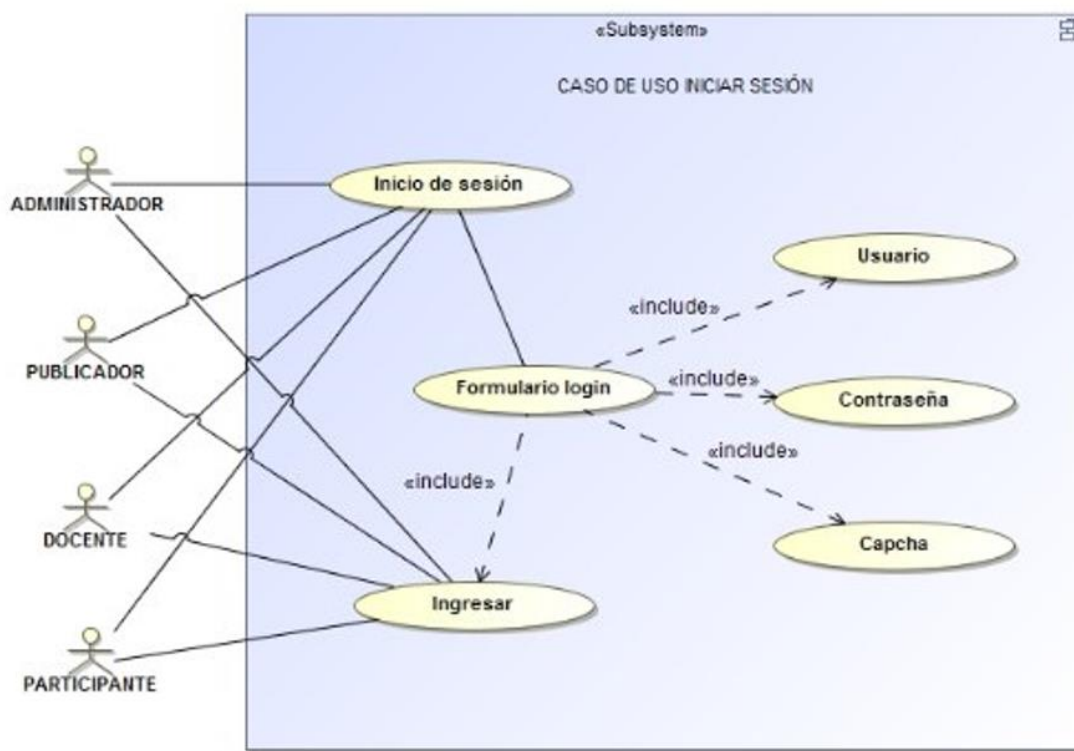 «Subsystem»
CASO DE USO INICIAR SESIÓN
ADMINISTRADOR
Inicio de sesión
Usuario
«include»
PUBLICADOR
Formulario login
«include»
Contraseña
«include»
«include»
DOCENTE
Capcha
Ingresar
PARTICIPANTE